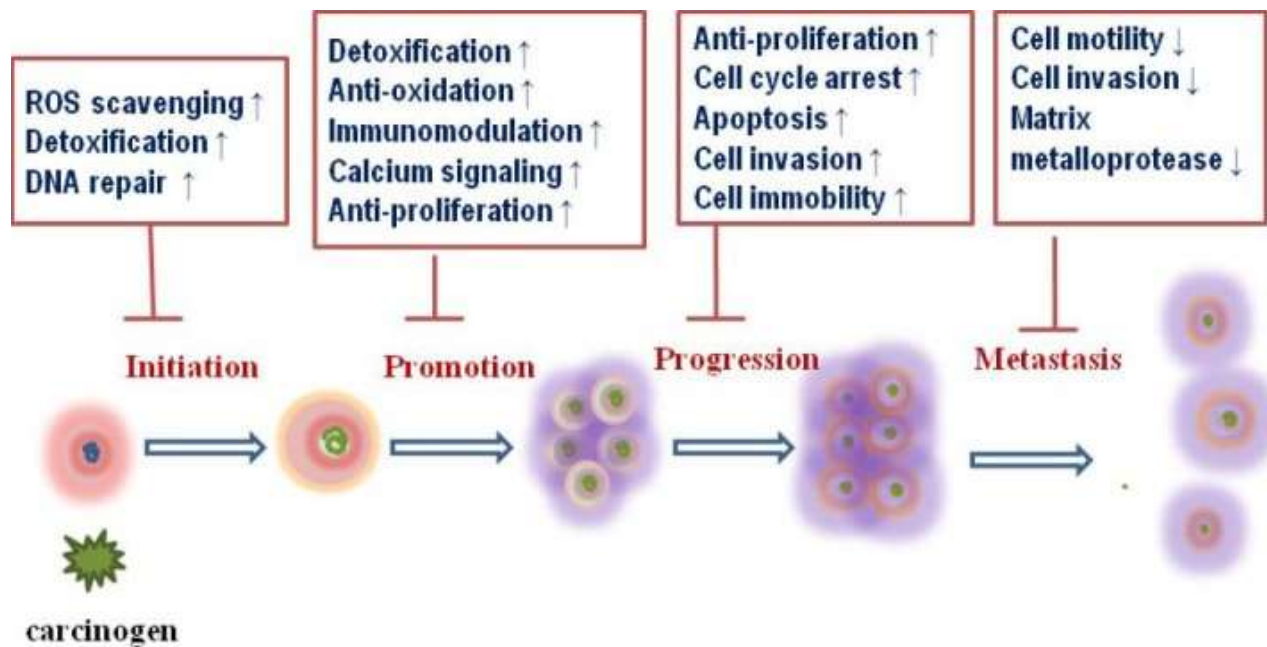 ROS scavenging ↑
Detoxification ↑
DNA repair ↑
Detoxification ↑
Anti-oxidation ↑
Immunomodulation ↑
Calcium signaling ↑
Anti-proliferation ↑
Anti-proliferation ↑
Cell cycle arrest ↑
Apoptosis ↑
Cell invasion ↑
Cell immobility ↑
Cell motility ↓
Cell invasion ↓
Matrix
metalloprotease ↓
Initiation
Promotion
Progression
Metastasis
carcinogen